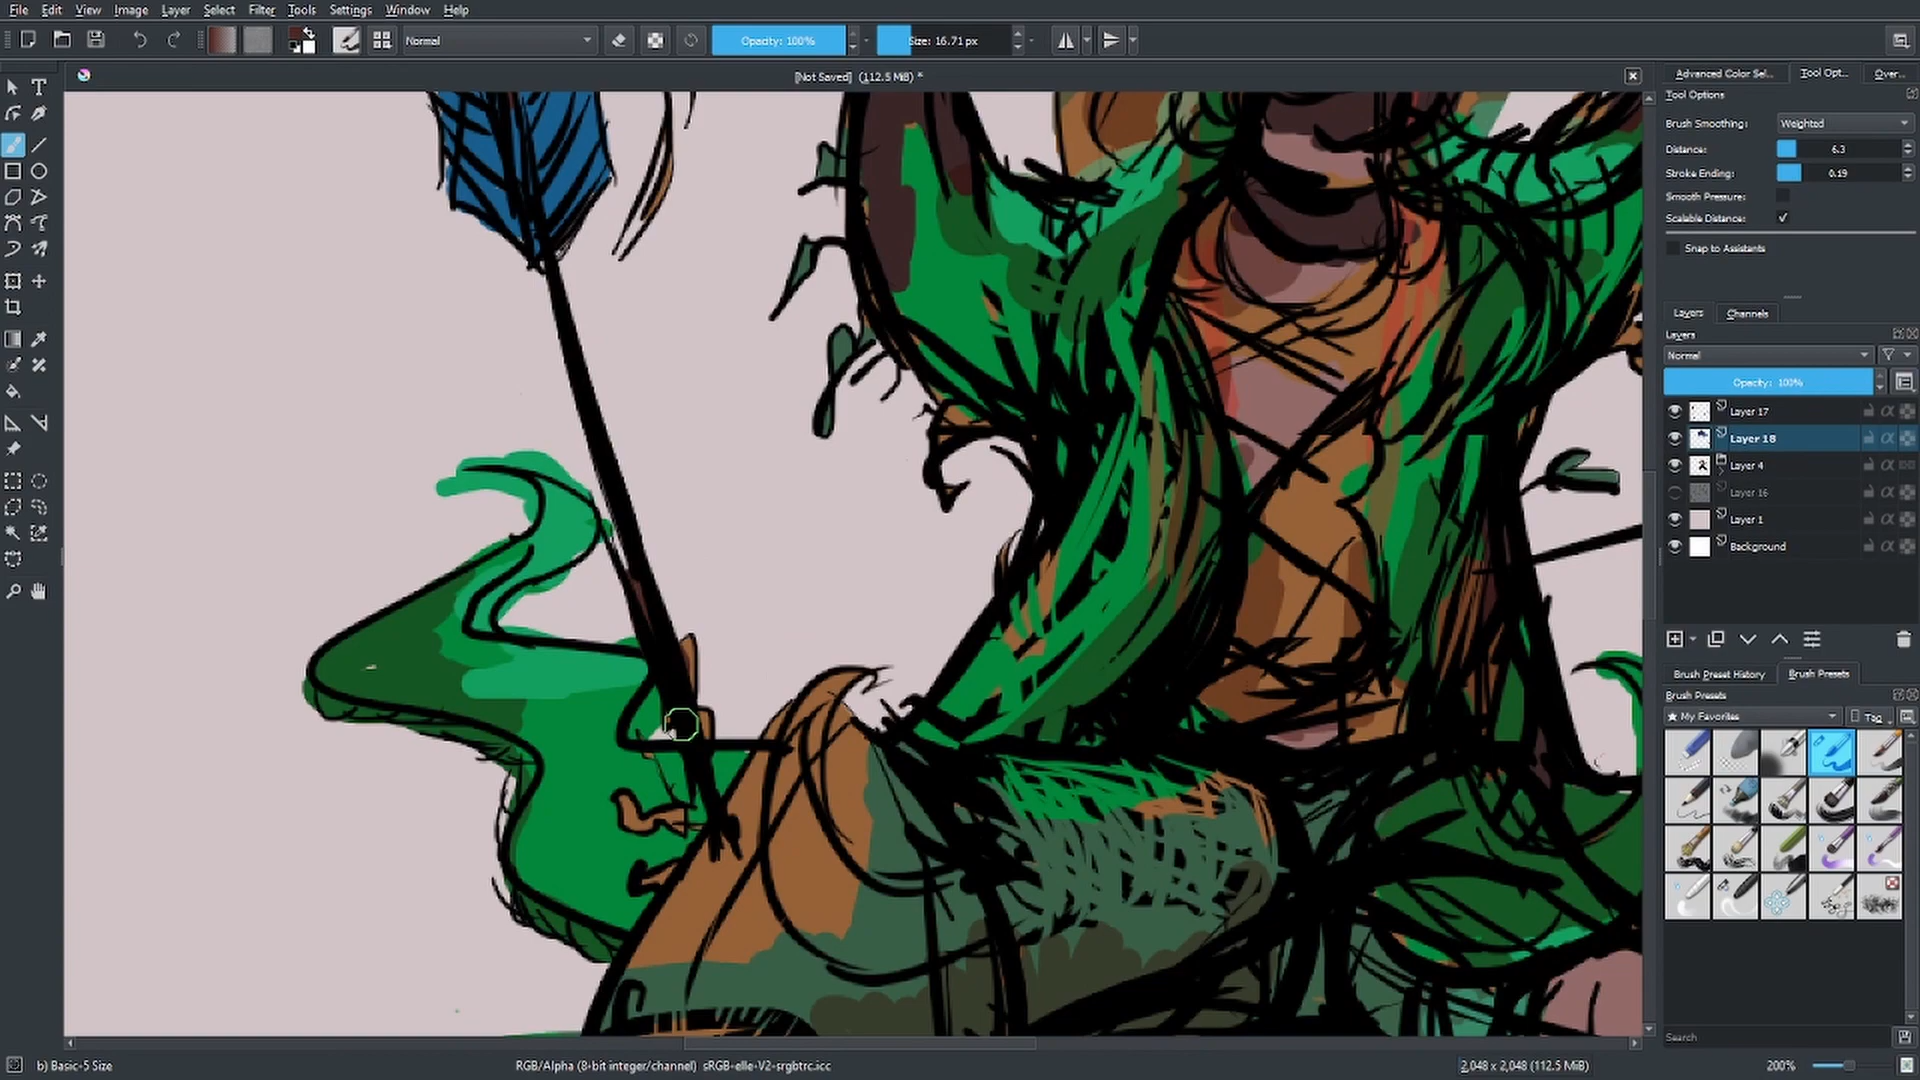 File Edit View Image Layer Select Filter Tools Settings Window Help
Normal Opacity: 100% Size: 16.71 px
[Not Saved] (112.5 MiB) *
Advanced Color Sel... Tool Opt... Over...
Tool Options
Brush Smoothing: Weighted
Distance: 6.3
Stroke Ending: 0.19
Smooth Pressure:
Scalable Distance:
Snap to Assistants
Layers Channels
Layers
Normal
Opacity: 100%
Layer 17
Layer 18
Layer 4
Layer 16
Layer 1
Background
Brush Preset History Brush Presets
Brush Presets
★ My Favorites Tag
Search
b) Basic-5 Size RGB/Alpha (8-bit integer/channel) sRGB-elle-V2-srgbtrc.icc 2,048 x 2,048 (112.5 MiB) 200%